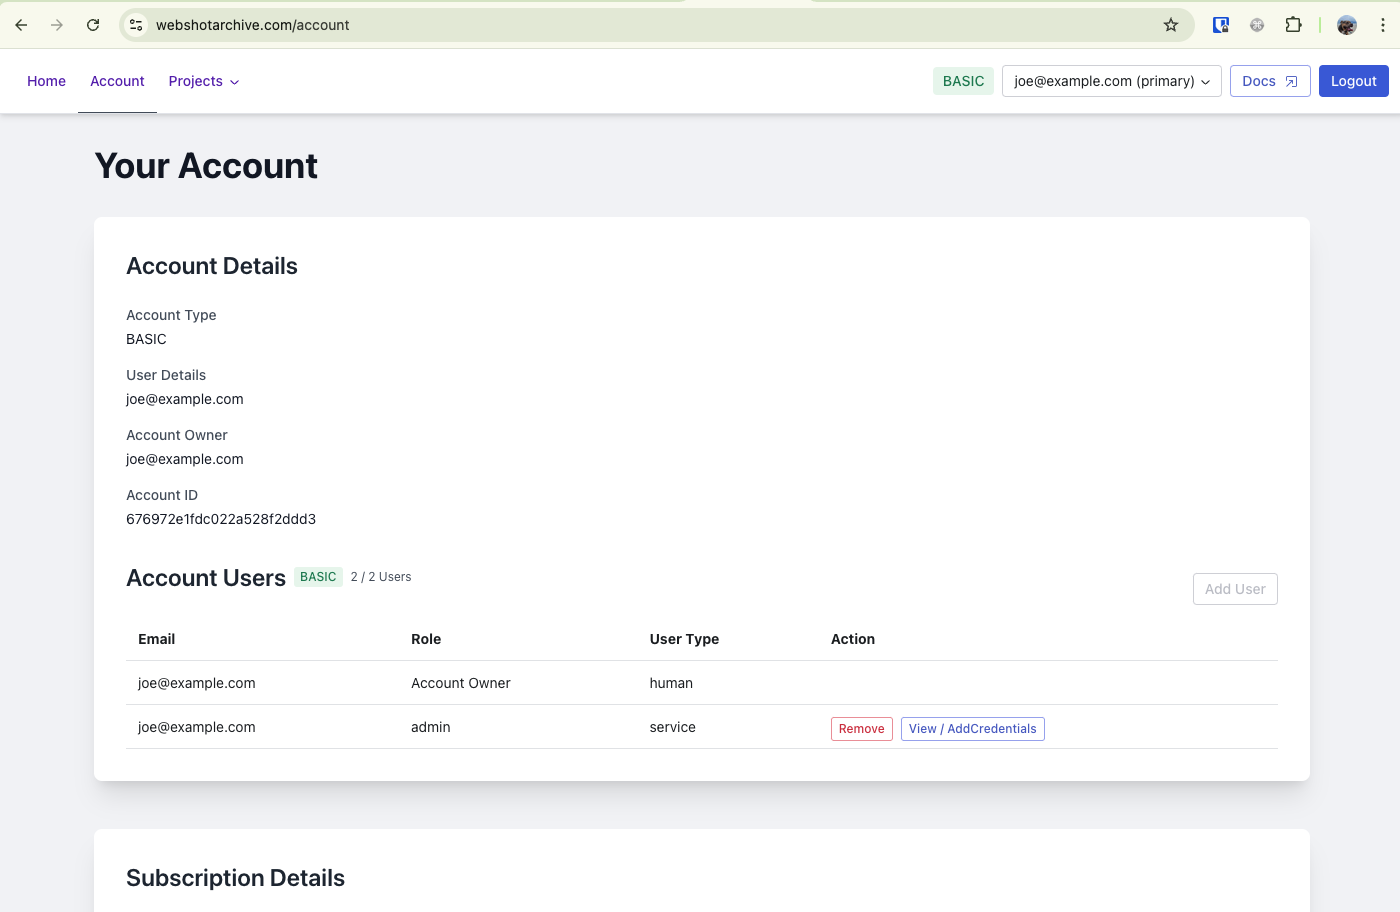 webshotarchive.com/account
Home Account Projects BASIC joe@example.com (primary) Docs Logout
Your Account
Account Details
Account Type
BASIC
User Details
joe@example.com
Account Owner
joe@example.com
Account ID
676972e1fdc022a528f2ddd3
Account Users BASIC 2 / 2 Users
Add User
Email Role User Type Action
joe@example.com Account Owner human
joe@example.com admin service Remove View / AddCredentials
Subscription Details